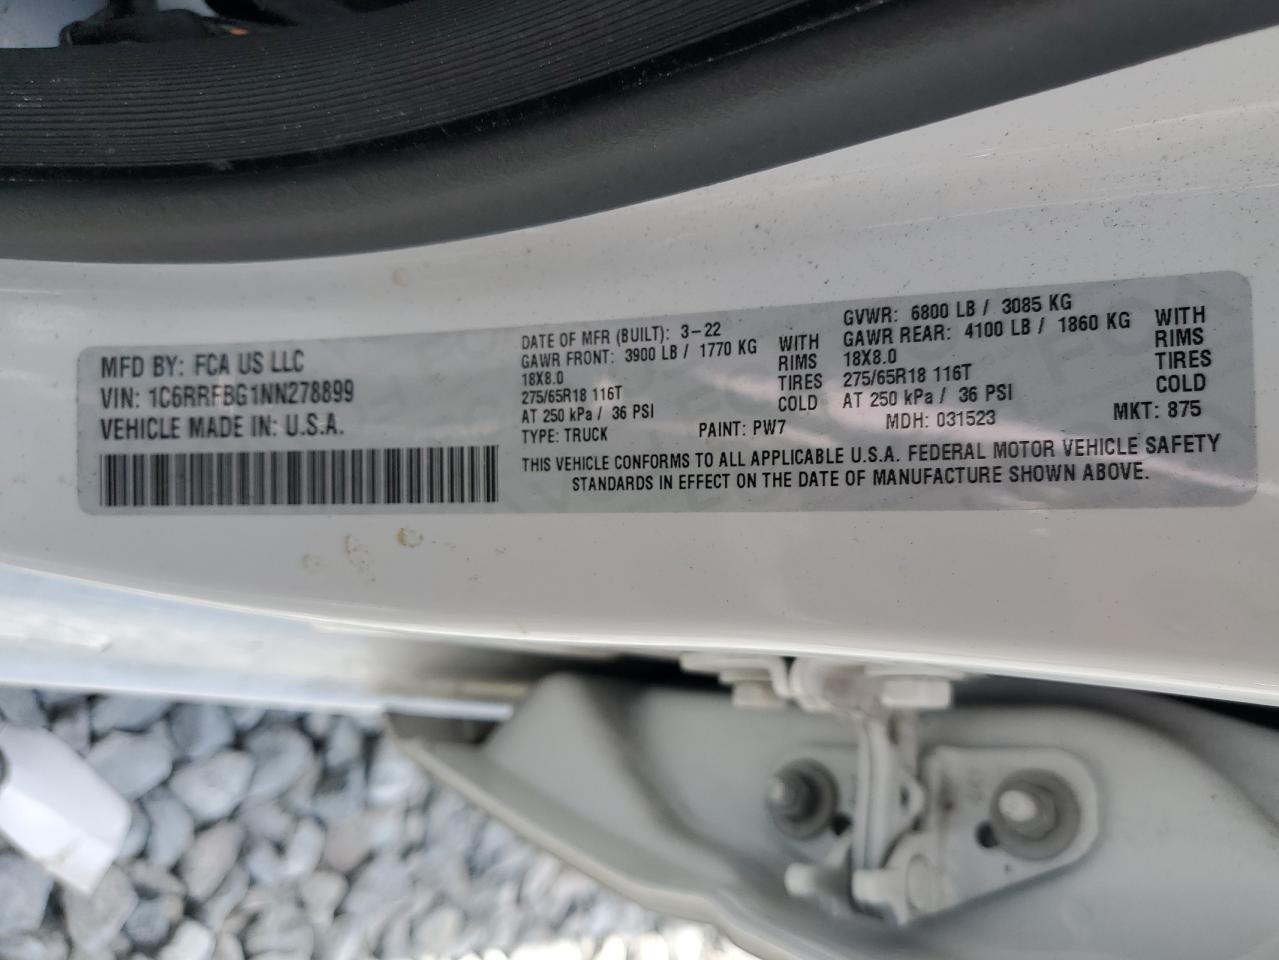 MFD BY: FCA US LLC
VIN: 1C6RRFBG1NN278899
VEHICLE MADE IN: U.S.A.
DATE OF MFR (BUILT): 3-22
GAWR FRONT: 3900 LB / 1770 KG WITH
18X8.0 RIMS
275/65R18 116T TIRES
AT 250 kPa / 36 PSI COLD
TYPE: TRUCK PAINT: PW7
GVWR: 6800 LB / 3085 KG
GAWR REAR: 4100 LB / 1860 KG WITH
18X8.0 RIMS
275/65R18 116T TIRES
AT 250 kPa / 36 PSI COLD
MDH: 031523 MKT: 875
THIS VEHICLE CONFORMS TO ALL APPLICABLE U.S.A. FEDERAL MOTOR VEHICLE SAFETY
STANDARDS IN EFFECT ON THE DATE OF MANUFACTURE SHOWN ABOVE.